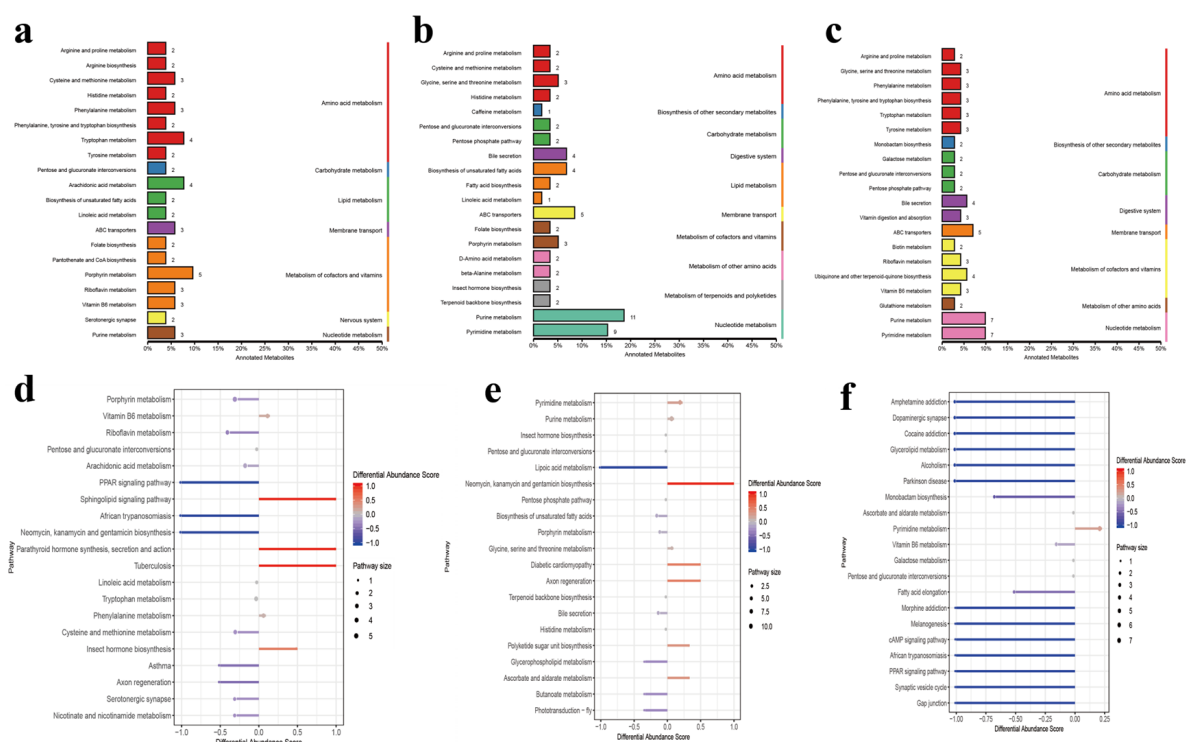 a
Arginine and proline metabolism 2
Arginine biosynthesis 2
Cysteine and methionine metabolism 3
Histidine metabolism 2
Phenylalanine metabolism 3
Phenylalanine, tyrosine and tryptophan biosynthesis 2
Tryptophan metabolism 4
Tyrosine metabolism 2
Pentose and glucuronate interconversions 2
Arachidonic acid metabolism 4
Biosynthesis of unsaturated fatty acids 2
Linoleic acid metabolism 2
ABC transporters 3
Folate biosynthesis 2
Pantothenate and CoA biosynthesis 2
Porphyrin metabolism 5
Riboflavin metabolism 3
Vitamin B6 metabolism 3
Serotonergic synapse 2
Purine metabolism 3
Amino acid metabolism
Carbohydrate metabolism
Lipid metabolism
Membrane transport
Metabolism of cofactors and vitamins
Nervous system
Nucleotide metabolism
0% 5% 10% 15% 20% 25% 30% 35% 40% 45% 50%
Annotated Metabolites
b
Arginine and proline metabolism 2
Cysteine and methionine metabolism 2
Glycine, serine and threonine metabolism 3
Histidine metabolism 2
Caffeine metabolism 1
Pentose and glucuronate interconversions 2
Pentose phosphate pathway 2
Bile secretion 4
Biosynthesis of unsaturated fatty acids 4
Fatty acid biosynthesis 2
Linoleic acid metabolism 1
ABC transporters 5
Folate biosynthesis 2
Porphyrin metabolism 3
D-Amino acid metabolism 2
beta-Alanine metabolism 2
Insect hormone biosynthesis 2
Terpenoid backbone biosynthesis 2
Purine metabolism 11
Pyrimidine metabolism 9
Amino acid metabolism
Biosynthesis of other secondary metabolites
Carbohydrate metabolism
Digestive system
Lipid metabolism
Membrane transport
Metabolism of cofactors and vitamins
Metabolism of other amino acids
Metabolism of terpenoids and polyketides
Nucleotide metabolism
0% 5% 10% 15% 20% 25% 30% 35% 40% 45% 50%
Annotated Metabolites
c
Arginine and proline metabolism 2
Glycine, serine and threonine metabolism 3
Phenylalanine metabolism 3
Phenylalanine, tyrosine and tryptophan biosynthesis 3
Tryptophan metabolism 3
Tyrosine metabolism 3
Monobactam biosynthesis 2
Galactose metabolism 2
Pentose and glucuronate interconversions 2
Pentose phosphate pathway 2
Bile secretion 4
Vitamin digestion and absorption 3
ABC transporters 5
Biotin metabolism 2
Riboflavin metabolism 3
Ubiquinone and other terpenoid-quinone biosynthesis 4
Vitamin B6 metabolism 3
Glutathione metabolism 2
Purine metabolism 7
Pyrimidine metabolism 7
Amino acid metabolism
Biosynthesis of other secondary metabolites
Carbohydrate metabolism
Digestive system
Membrane transport
Metabolism of cofactors and vitamins
Metabolism of other amino acids
Nucleotide metabolism
0% 5% 10% 15% 20% 25% 30% 35% 40% 45% 50%
Annotated Metabolites
d
Pathway
Porphyrin metabolism
Vitamin B6 metabolism
Riboflavin metabolism
Pentose and glucuronate interconversions
Arachidonic acid metabolism
PPAR signaling pathway
Sphingolipid signaling pathway
African trypanosomiasis
Neomycin, kanamycin and gentamicin biosynthesis
Parathyroid hormone synthesis, secretion and action
Tuberculosis
Linoleic acid metabolism
Tryptophan metabolism
Phenylalanine metabolism
Cysteine and methionine metabolism
Insect hormone biosynthesis
Asthma
Axon regeneration
Serotonergic synapse
Nicotinate and nicotinamide metabolism
−1.0 −0.5 0.0 0.5 1.0
Differential Abundance Score
Differential Abundance Score
1.0
0.5
0.0
−0.5
−1.0
Pathway size
1
2
3
4
5
e
Pathway
Pyrimidine metabolism
Purine metabolism
Insect hormone biosynthesis
Pentose and glucuronate interconversions
Lipoic acid metabolism
Neomycin, kanamycin and gentamicin biosynthesis
Pentose phosphate pathway
Biosynthesis of unsaturated fatty acids
Porphyrin metabolism
Glycine, serine and threonine metabolism
Diabetic cardiomyopathy
Axon regeneration
Terpenoid backbone biosynthesis
Bile secretion
Histidine metabolism
Polyketide sugar unit biosynthesis
Glycerophospholipid metabolism
Ascorbate and aldarate metabolism
Butanoate metabolism
Phototransduction − fly
−1.0 −0.5 0.0 0.5 1.0
Differential Abundance Score
Differential Abundance Score
1.0
0.5
0.0
−0.5
−1.0
Pathway size
2.5
5.0
7.5
10.0
f
Pathway
Amphetamine addiction
Dopaminergic synapse
Cocaine addiction
Glycerolipid metabolism
Alcoholism
Parkinson disease
Monobactam biosynthesis
Ascorbate and aldarate metabolism
Pyrimidine metabolism
Vitamin B6 metabolism
Galactose metabolism
Pentose and glucuronate interconversions
Fatty acid elongation
Morphine addiction
Melanogenesis
cAMP signaling pathway
African trypanosomiasis
PPAR signaling pathway
Synaptic vesicle cycle
Gap junction
−1.00 −0.75 −0.50 −0.25 0.00 0.25
Differential Abundance Score
Differential Abundance Score
1.0
0.5
0.0
−0.5
−1.0
Pathway size
1
2
3
4
5
6
7